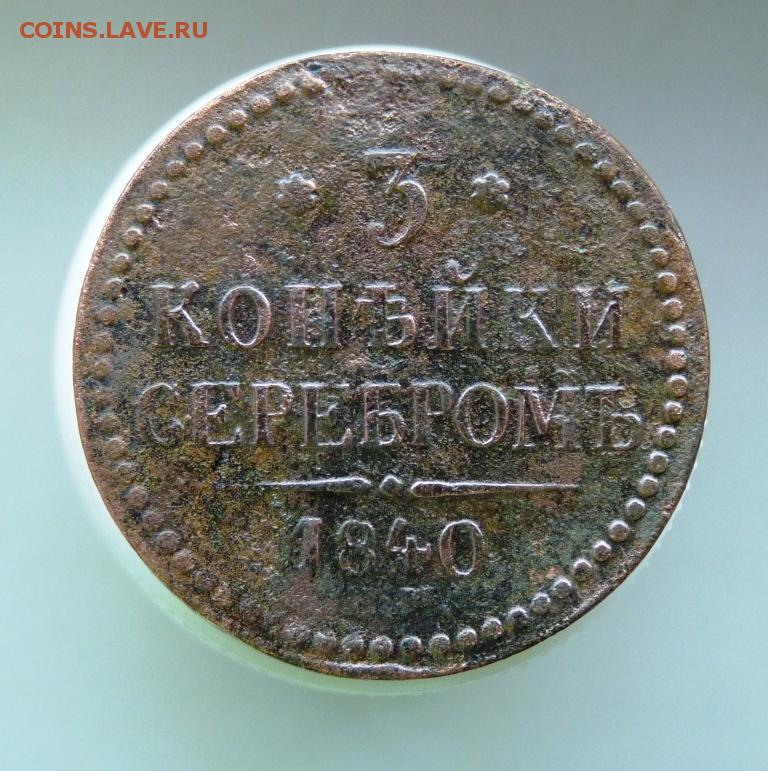 COINS.LAVE.RU
* 3 *
КОПѢЙКИ
СЕРЕБРОМЪ
1840